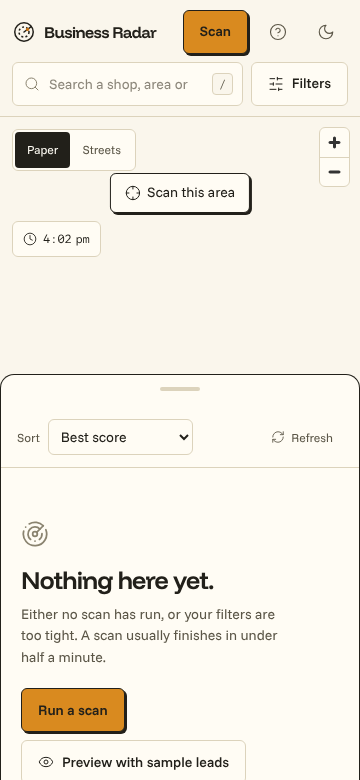 Business Radar
Scan
Search a shop, area or
/
Filters
Paper
Streets
+
−
Scan this area
4:02 pm
Sort
Best score
Refresh
Nothing here yet.
Either no scan has run, or your filters are
too tight. A scan usually finishes in under
half a minute.
Run a scan
Preview with sample leads